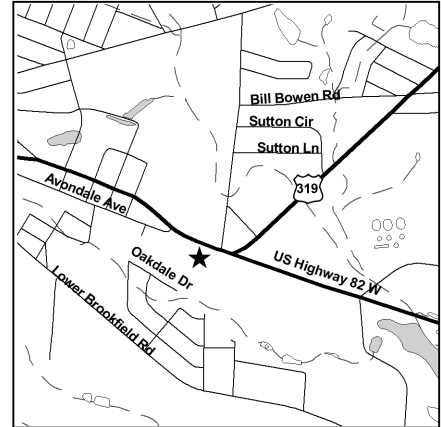 Bill Bowen Rd
Sutton Cir
Sutton Ln
319
Avondale Ave
Oakdale Dr
US Highway 82 W
Lower Brookfield Rd